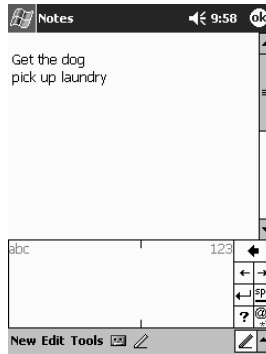 Notes 9:58 ok
Get the dog
pick up laundry
abc 123
sp
? @ *
New Edit Tools